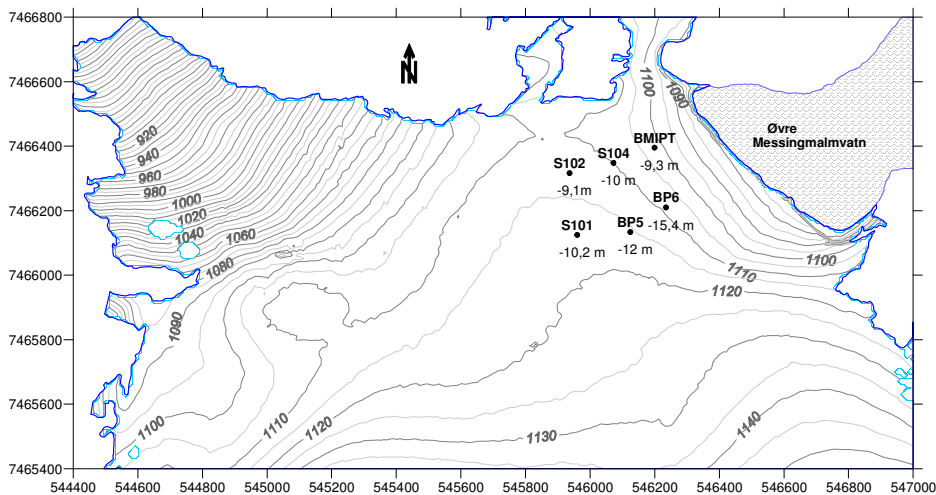 7466800
7466600
7466400
7466200
7466000
7465800
7465600
7465400
N
1100
1090
Øvre
Messingmalmvatn
920
940
960
980
1000
1020
1040
1060
1080
1090
BMIPT
-9,3 m
S104
-10 m
S102
-9,1m
BP6
-15,4 m
BP5
-12 m
S101
-10,2 m
1100
1110
1120
1100
1110
1120
1130
1140
544400 544600 544800 545000 545200 545400 545600 545800 546000 546200 546400 546600 546800 547000